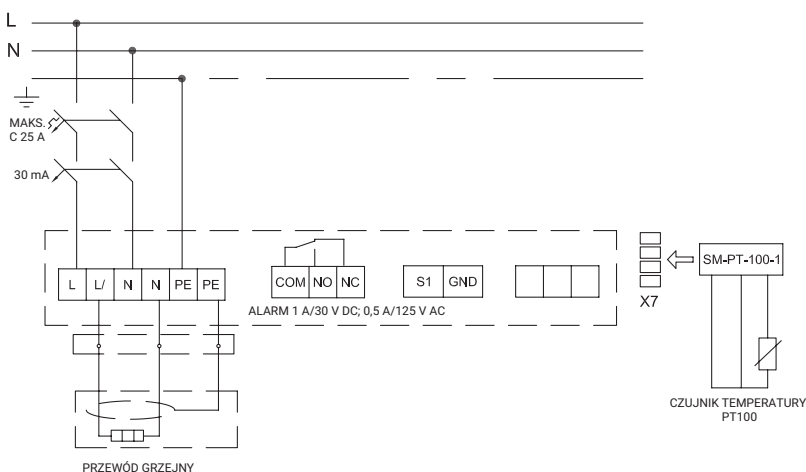 L
N
MAKS.
C 25 A
30 mA
L L/ N N PE PE
COM NO NC
S1 GND
ALARM 1 A/30 V DC; 0,5 A/125 V AC
X7
SM-PT-100-1
CZUJNIK TEMPERATURY
PT100
PRZEWÓD GRZEJNY